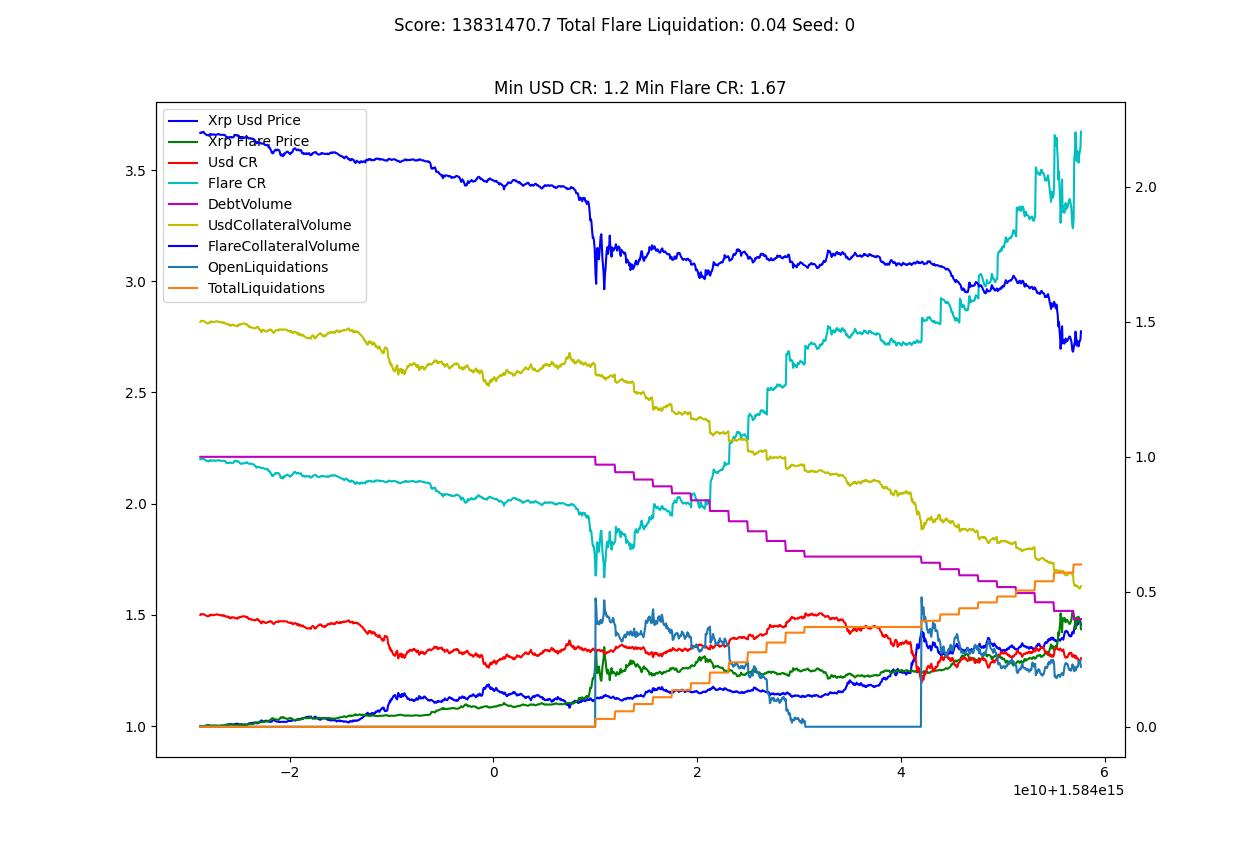 Score: 13831470.7 Total Flare Liquidation: 0.04 Seed: 0
Min USD CR: 1.2 Min Flare CR: 1.67
Xrp Usd Price
Xrp Flare Price
Usd CR
Flare CR
DebtVolume
UsdCollateralVolume
FlareCollateralVolume
OpenLiquidations
TotalLiquidations
3.5
3.0
2.5
2.0
1.5
1.0
2.0
1.5
1.0
0.5
0.0
−2
0
2
4
6
1e10+1.584e15